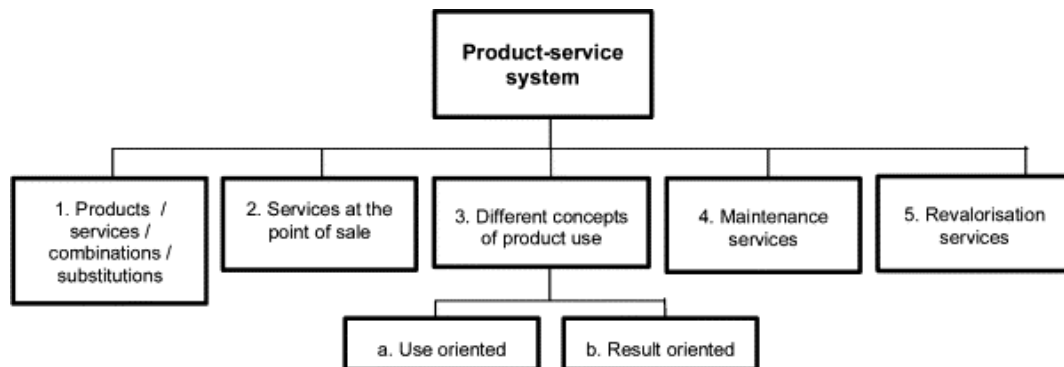 Product-service
system
1. Products /
services /
combinations /
substitutions
2. Services at the
point of sale
3. Different concepts
of product use
4. Maintenance
services
5. Revalorisation
services
a. Use oriented
b. Result oriented